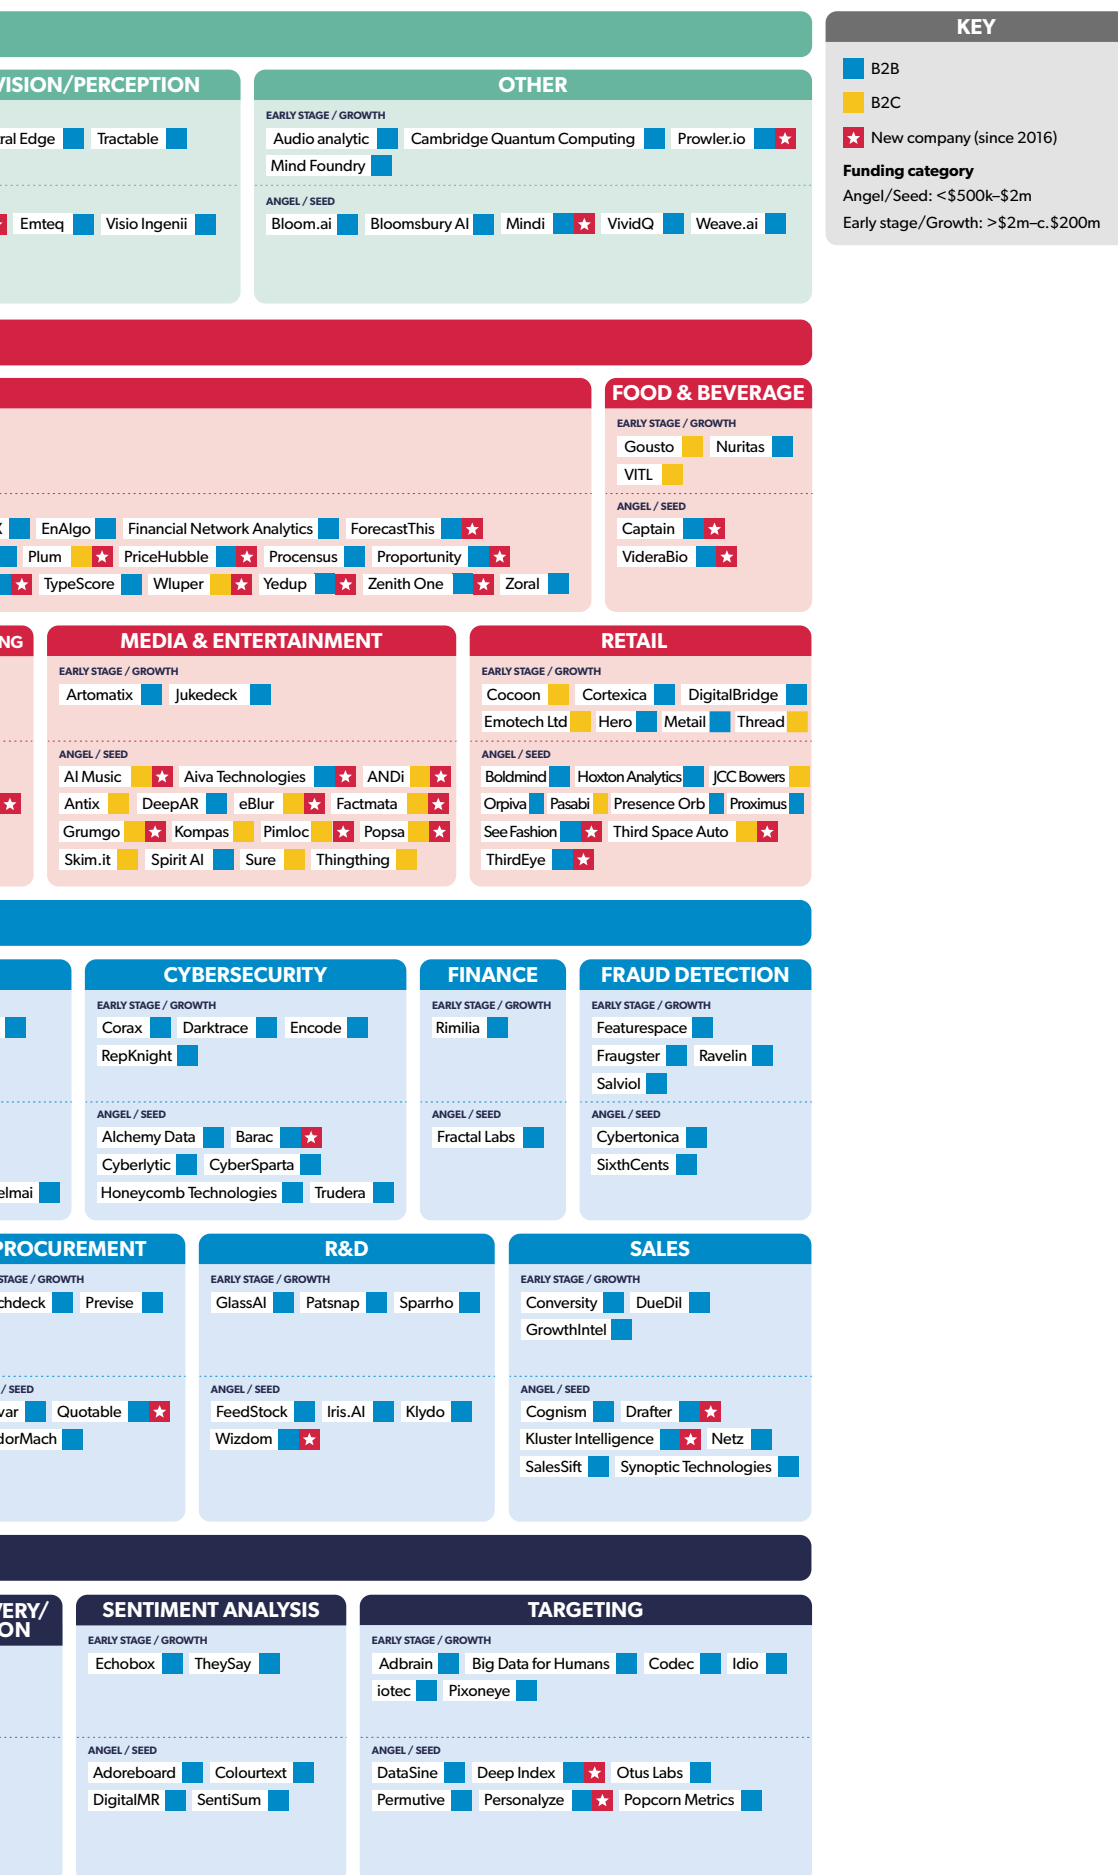 KEY
B2B
B2C
New company (since 2016)
Funding category
Angel/Seed: <$500k–$2m
Early stage/Growth: >$2m–c.$200m
VISION/PERCEPTION
ral Edge Tractable
Emteq Visio Ingenii
OTHER
EARLY STAGE / GROWTH
Audio analytic Cambridge Quantum Computing Prowler.io
Mind Foundry
ANGEL / SEED
Bloom.ai Bloomsbury AI Mindi VividQ Weave.ai
EnAlgo Financial Network Analytics ForecastThis
Plum PriceHubble Procensus Proportunity
TypeScore Wluper Yedup Zenith One Zoral
FOOD & BEVERAGE
EARLY STAGE / GROWTH
Gousto Nuritas
VITL
ANGEL / SEED
Captain
VideraBio
NG
MEDIA & ENTERTAINMENT
EARLY STAGE / GROWTH
Artomatix Jukedeck
ANGEL / SEED
AI Music Aiva Technologies ANDi
Antix DeepAR eBlur Factmata
Grumgo Kompas Pimloc Popsa
Skim.it Spirit AI Sure Thingthing
RETAIL
EARLY STAGE / GROWTH
Cocoon Cortexica DigitalBridge
Emotech Ltd Hero Metail Thread
ANGEL / SEED
Boldmind Hoxton Analytics JCC Bowers
Orpiva Pasabi Presence Orb Proximus
See Fashion Third Space Auto
ThirdEye
elmai
CYBERSECURITY
EARLY STAGE / GROWTH
Corax Darktrace Encode
RepKnight
ANGEL / SEED
Alchemy Data Barac
Cyberlytic CyberSparta
Honeycomb Technologies Trudera
FINANCE
EARLY STAGE / GROWTH
Rimilia
ANGEL / SEED
Fractal Labs
FRAUD DETECTION
EARLY STAGE / GROWTH
Featurespace
Fraugster Ravelin
Salviol
ANGEL / SEED
Cybertonica
SixthCents
PROCUREMENT
STAGE / GROWTH
chdeck Previse
/ SEED
var Quotable
dorMach
R&D
EARLY STAGE / GROWTH
GlassAI Patsnap Sparrho
ANGEL / SEED
FeedStock Iris.AI Klydo
Wizdom
SALES
EARLY STAGE / GROWTH
Conversity DueDil
GrowthIntel
ANGEL / SEED
Cognism Drafter
Kluster Intelligence Netz
SalesSift Synoptic Technologies
VERY/
ON
SENTIMENT ANALYSIS
EARLY STAGE / GROWTH
Echobox TheySay
ANGEL / SEED
Adoreboard Colourtext
DigitalMR SentiSum
TARGETING
EARLY STAGE / GROWTH
Adbrain Big Data for Humans Codec Idio
iotec Pixoneye
ANGEL / SEED
DataSine Deep Index Otus Labs
Permutive Personalyze Popcorn Metrics